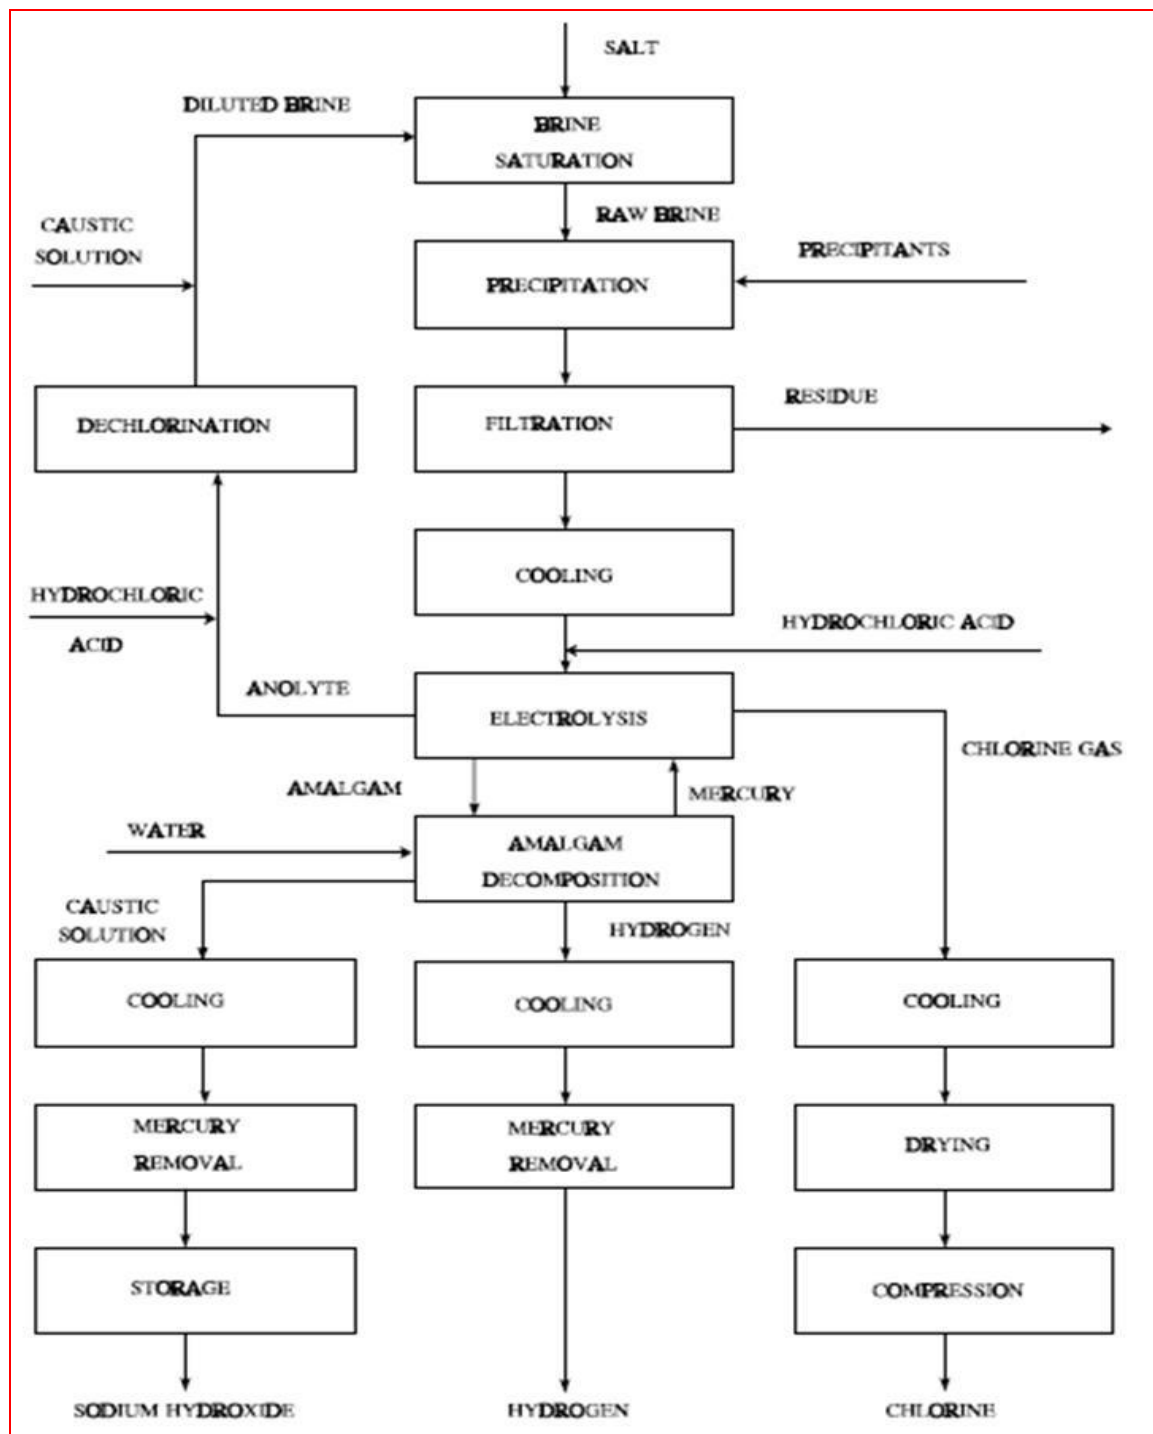 SALT
DILUTED BRINE
BRINE
SATURATION
RAW BRINE
CAUSTIC
SOLUTION
PRECIPITANTS
PRECIPITATION
RESIDUE
DECHLORINATION
FILTRATION
COOLING
HYDROCHLORIC
ACID
HYDROCHLORIC ACID
ANOLYTE
ELECTROLYSIS
CHLORINE GAS
AMALGAM
MERCURY
WATER
AMALGAM
DECOMPOSITION
CAUSTIC
SOLUTION
HYDROGEN
COOLING
COOLING
COOLING
MERCURY
REMOVAL
MERCURY
REMOVAL
DRYING
STORAGE
COMPRESSION
SODIUM HYDROXIDE
HYDROGEN
CHLORINE